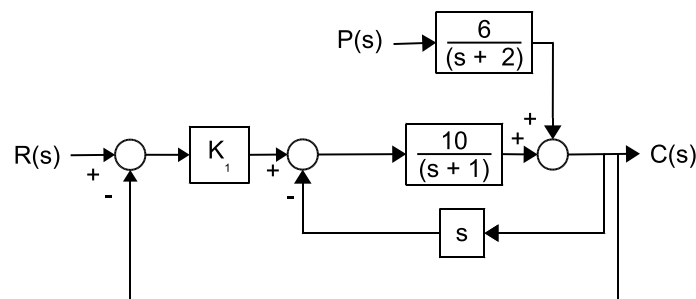 P(s)
6
(s + 2)
+
R(s)
+
-
K1
+
-
10
(s + 1)
+
C(s)
s